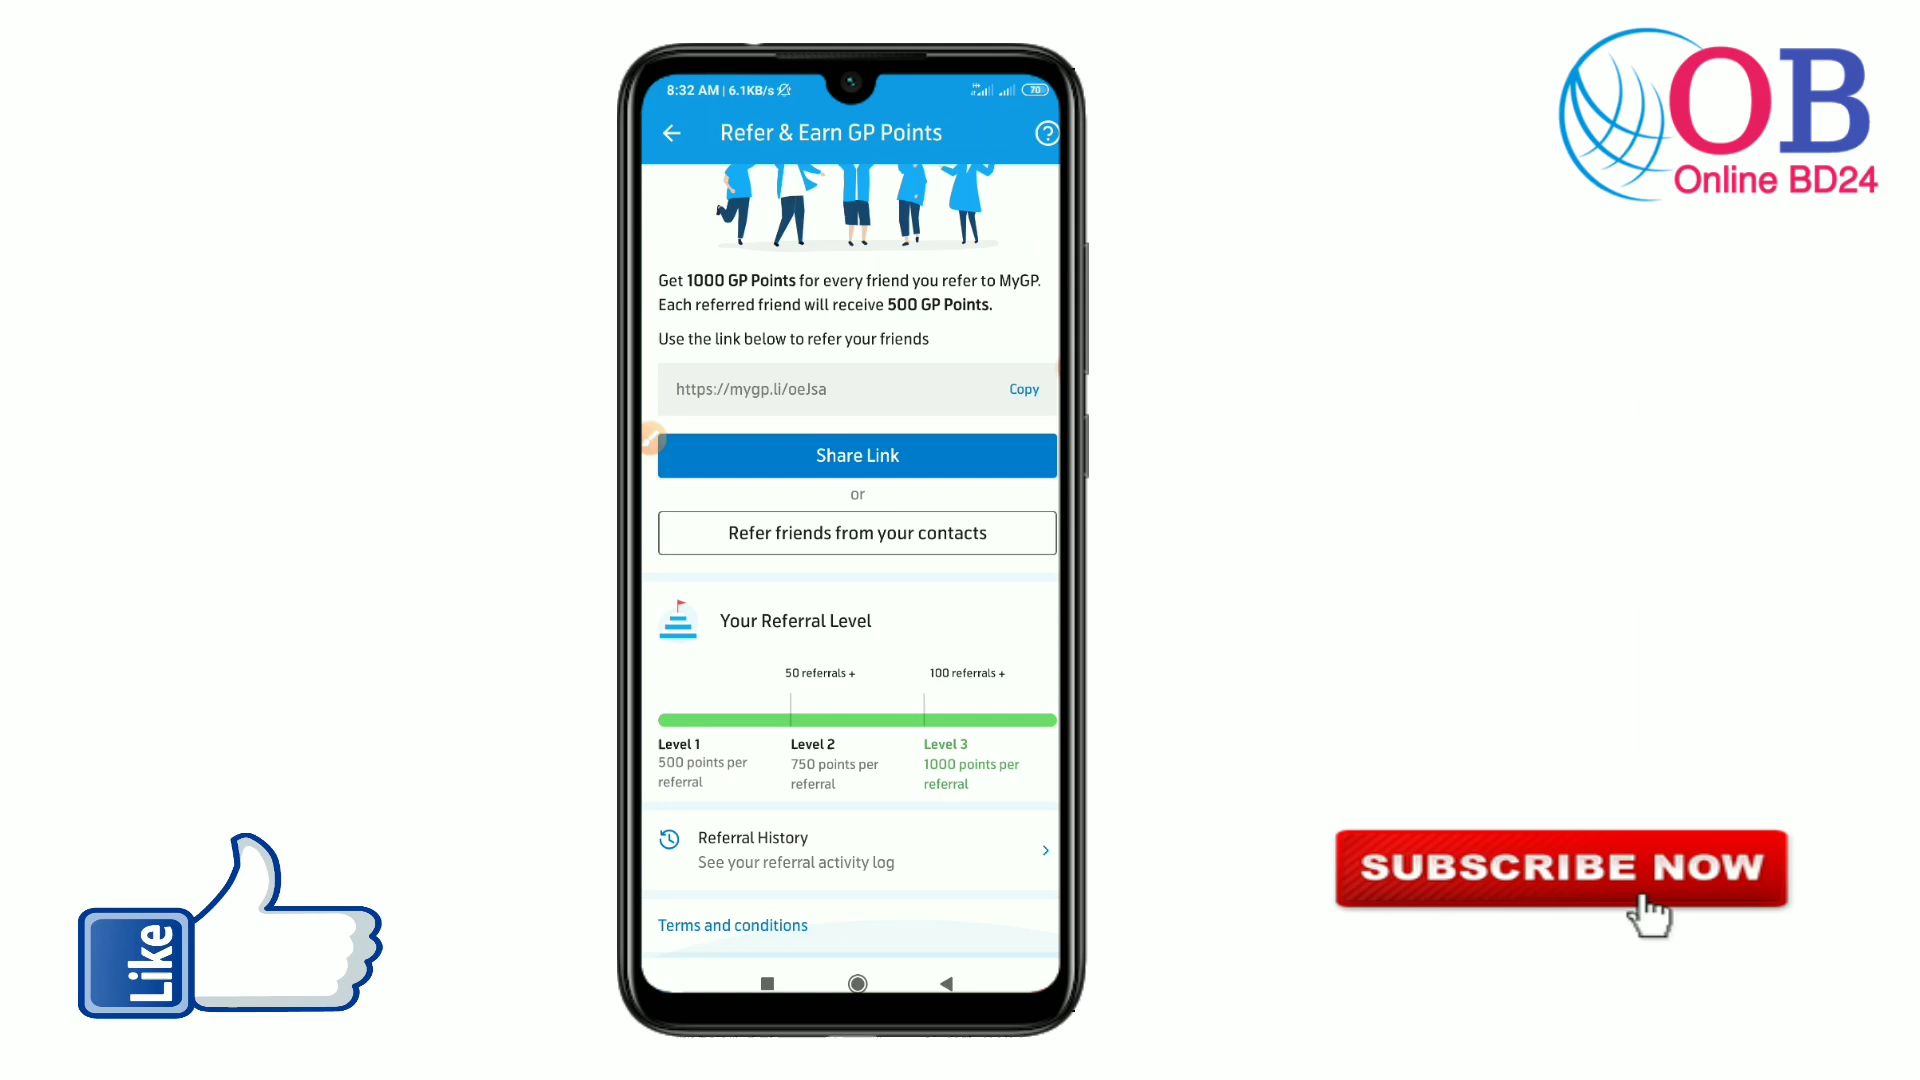 8:32 AM | 6.1KB/s
70
Refer & Earn GP Points
Get 1000 GP Points for every friend you refer to MyGP.
Each referred friend will receive 500 GP Points.
Use the link below to refer your friends
https://mygp.li/oeJsa
Copy
Share Link
or
Refer friends from your contacts
Your Referral Level
50 referrals +
100 referrals +
Level 1
500 points per
referral
Level 2
750 points per
referral
Level 3
1000 points per
referral
Referral History
See your referral activity log
Terms and conditions
OB
Online BD24
Like
SUBSCRIBE NOW